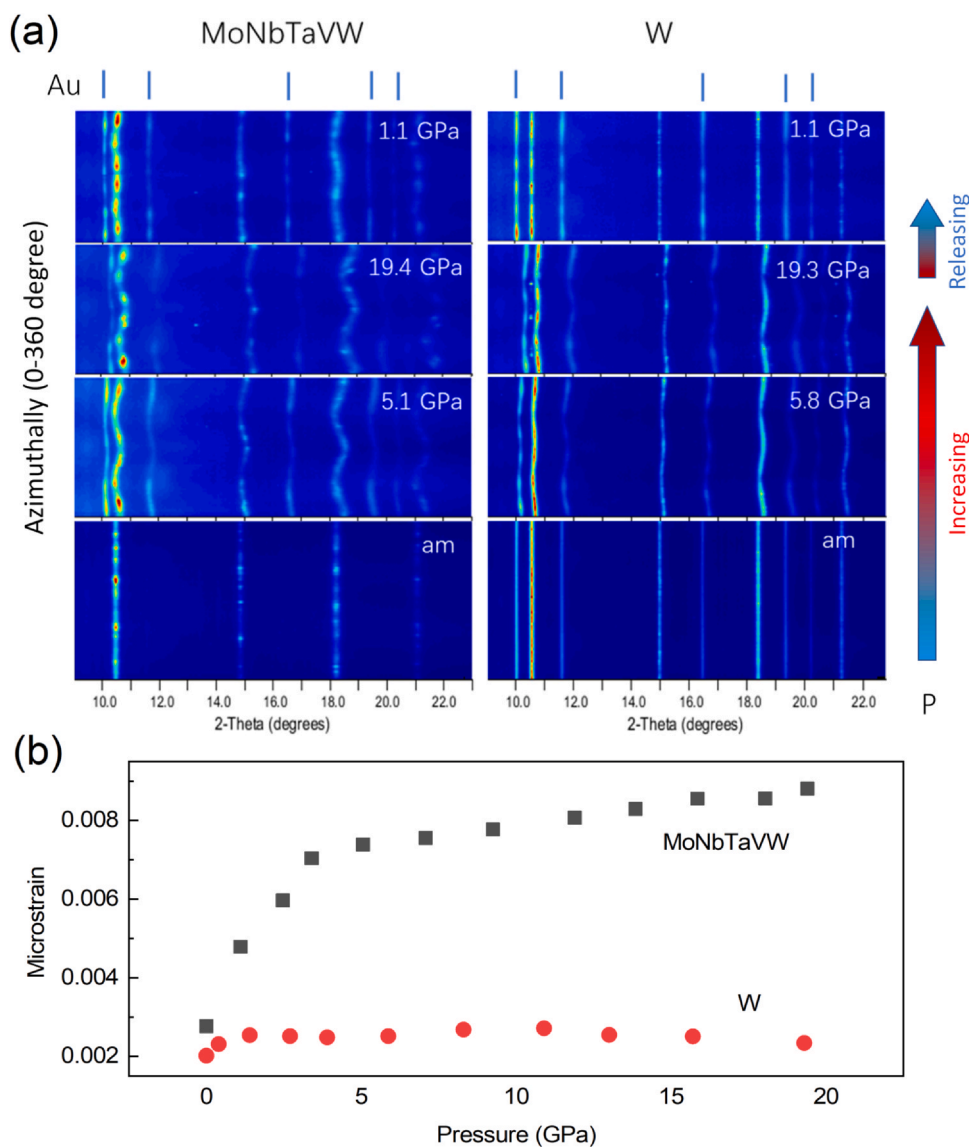 (a)
MoNbTaVW
W
Au
1.1 GPa
1.1 GPa
19.4 GPa
19.3 GPa
5.1 GPa
5.8 GPa
am
am
Azimuthally (0-360 degree)
Releasing
Increasing
P
10.0 12.0 14.0 16.0 18.0 20.0 22.0
2-Theta (degrees)
10.0 12.0 14.0 16.0 18.0 20.0 22.0
2-Theta (degrees)
(b)
0.008
0.006
0.004
0.002
Microstrain
MoNbTaVW
W
0 5 10 15 20
Pressure (GPa)